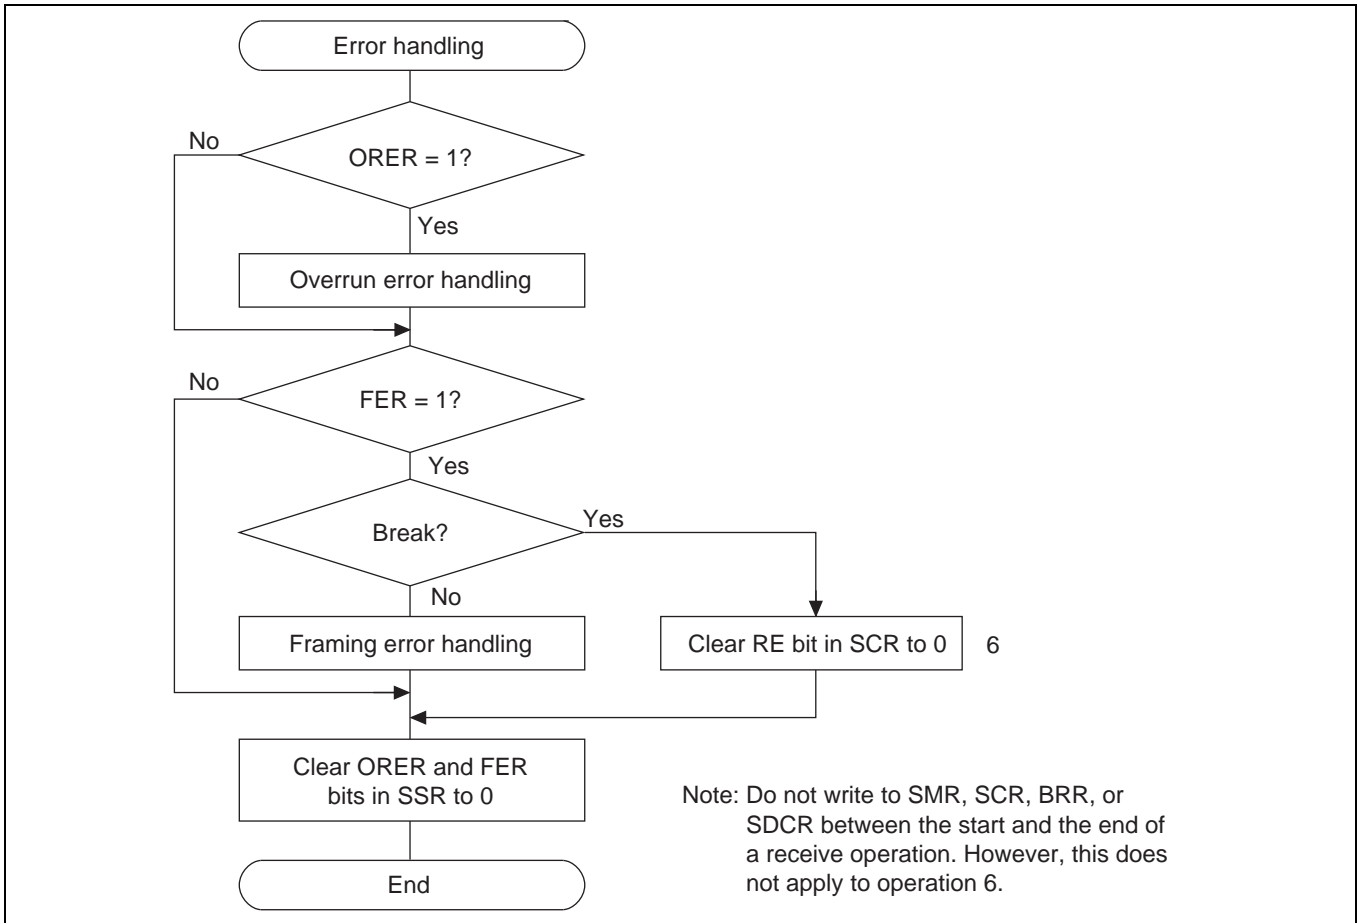 Error handling
No
ORER = 1?
Yes
Overrun error handling
No
FER = 1?
Yes
Break?
Yes
No
Framing error handling
Clear RE bit in SCR to 0
6
Clear ORER and FER
bits in SSR to 0
Note: Do not write to SMR, SCR, BRR, or
SDCR between the start and the end of
a receive operation. However, this does
not apply to operation 6.
End